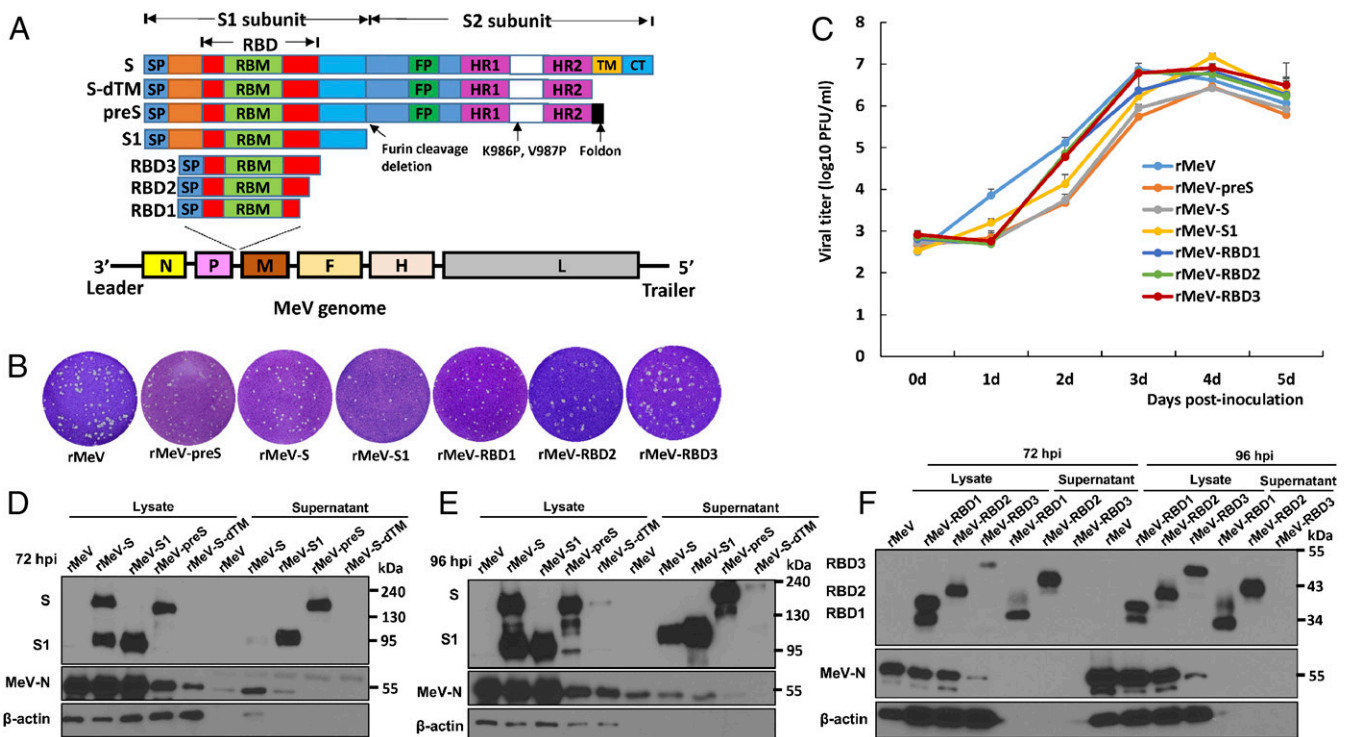 A
S1 subunit
S2 subunit
RBD
S SP RBM FP HR1 HR2 TM CT
S-dTM SP RBM FP HR1 HR2
preS SP RBM FP HR1 HR2
S1 SP RBM
Furin cleavage
deletion
K986P, V987P
Foldon
RBD3 SP RBM
RBD2 SP RBM
RBD1 SP RBM
3’ N P M F H L 5’
Leader
Trailer
MeV genome
B
rMeV rMeV-preS rMeV-S rMeV-S1 rMeV-RBD1 rMeV-RBD2 rMeV-RBD3
C
Viral titer (log10 PFU/ml)
8
7
6
5
4
3
2
1
0
0d 1d 2d 3d 4d 5d
Days post-inoculation
rMeV
rMeV-preS
rMeV-S
rMeV-S1
rMeV-RBD1
rMeV-RBD2
rMeV-RBD3
D
Lysate Supernatant
72 hpi
rMeV rMeV-S rMeV-S1 rMeV-preS rMeV-S-dTM rMeV rMeV-S rMeV-S1 rMeV-preS rMeV-S-dTM
kDa
S
240
130
S1
95
MeV-N
55
β-actin
E
Lysate Supernatant
96 hpi
rMeV rMeV-S rMeV-S1 rMeV-preS rMeV-S-dTM rMeV rMeV-S rMeV-S1 rMeV-preS rMeV-S-dTM
kDa
S
240
130
S1
95
MeV-N
55
β-actin
F
72 hpi 96 hpi
Lysate Supernatant Lysate Supernatant
rMeV rMeV-RBD1 rMeV-RBD2 rMeV-RBD3 rMeV-RBD1 rMeV-RBD2 rMeV-RBD3 rMeV rMeV-RBD1 rMeV-RBD2 rMeV-RBD3 rMeV-RBD1 rMeV-RBD2 rMeV-RBD3
kDa
55
RBD3
RBD2
43
RBD1
34
MeV-N
55
β-actin